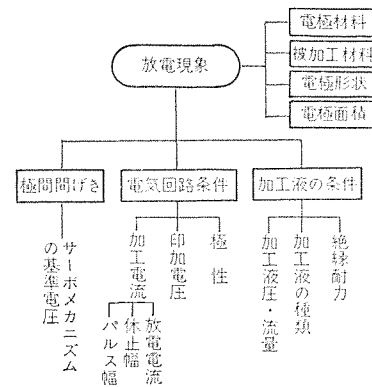 放電現象
電極材料
被加工材料
電極形状
電極面積
極間間げき
電気回路条件
加工液の条件
サーボメカニズム
の基準電圧
加工電流
印加電圧
極性
加工液圧・流量
加工液の種類
絶縁耐力
パルス幅
休止幅
放電電流